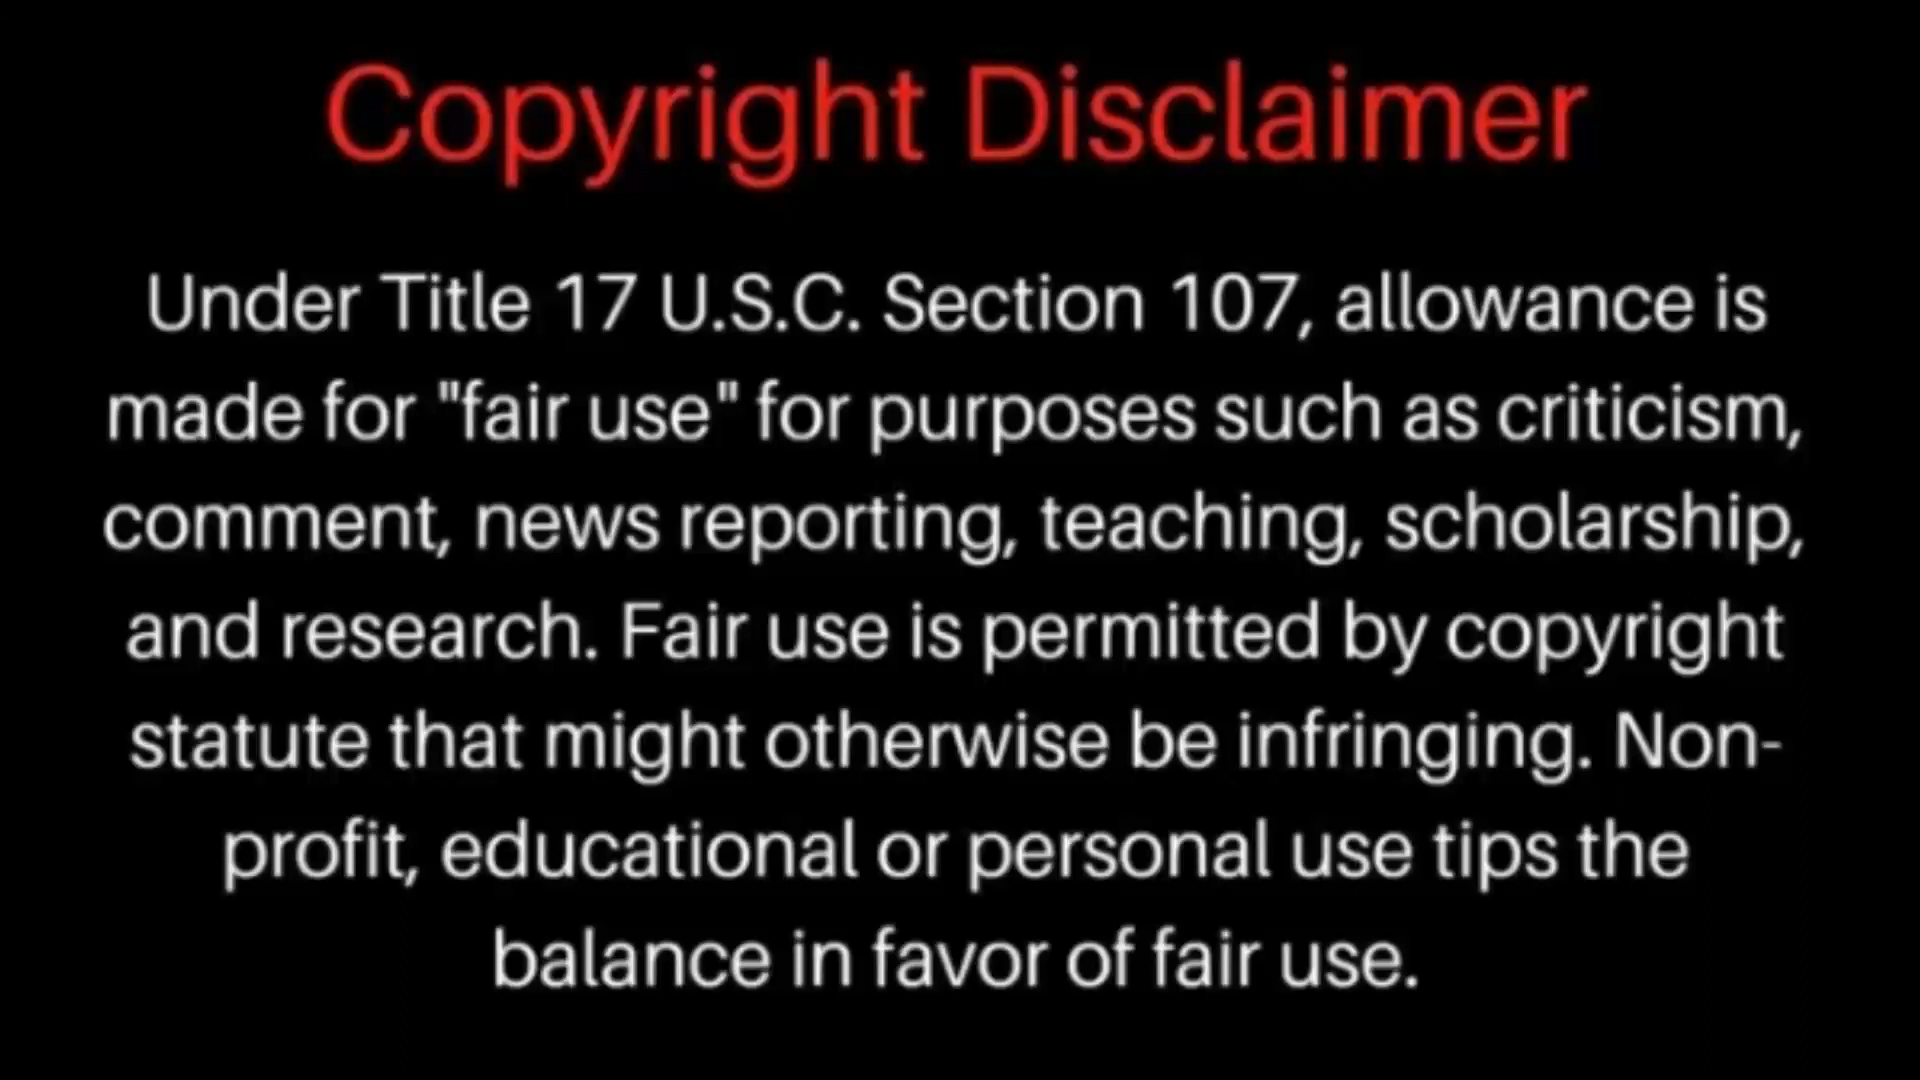 Copyright Disclaimer
Under Title 17 U.S.C. Section 107, allowance is
made for "fair use" for purposes such as criticism,
comment, news reporting, teaching, scholarship,
and research. Fair use is permitted by copyright
statute that might otherwise be infringing. Non-
profit, educational or personal use tips the
balance in favor of fair use.